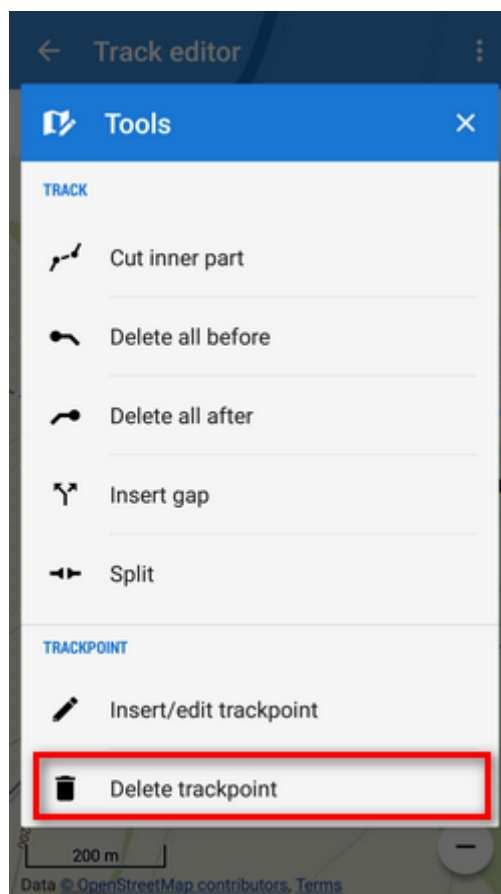 Track editor
Tools
TRACK
Cut inner part
Delete all before
Delete all after
Insert gap
Split
TRACKPOINT
Insert/edit trackpoint
Delete trackpoint
200
200 m
Data © OpenStreetMap contributors, Terms